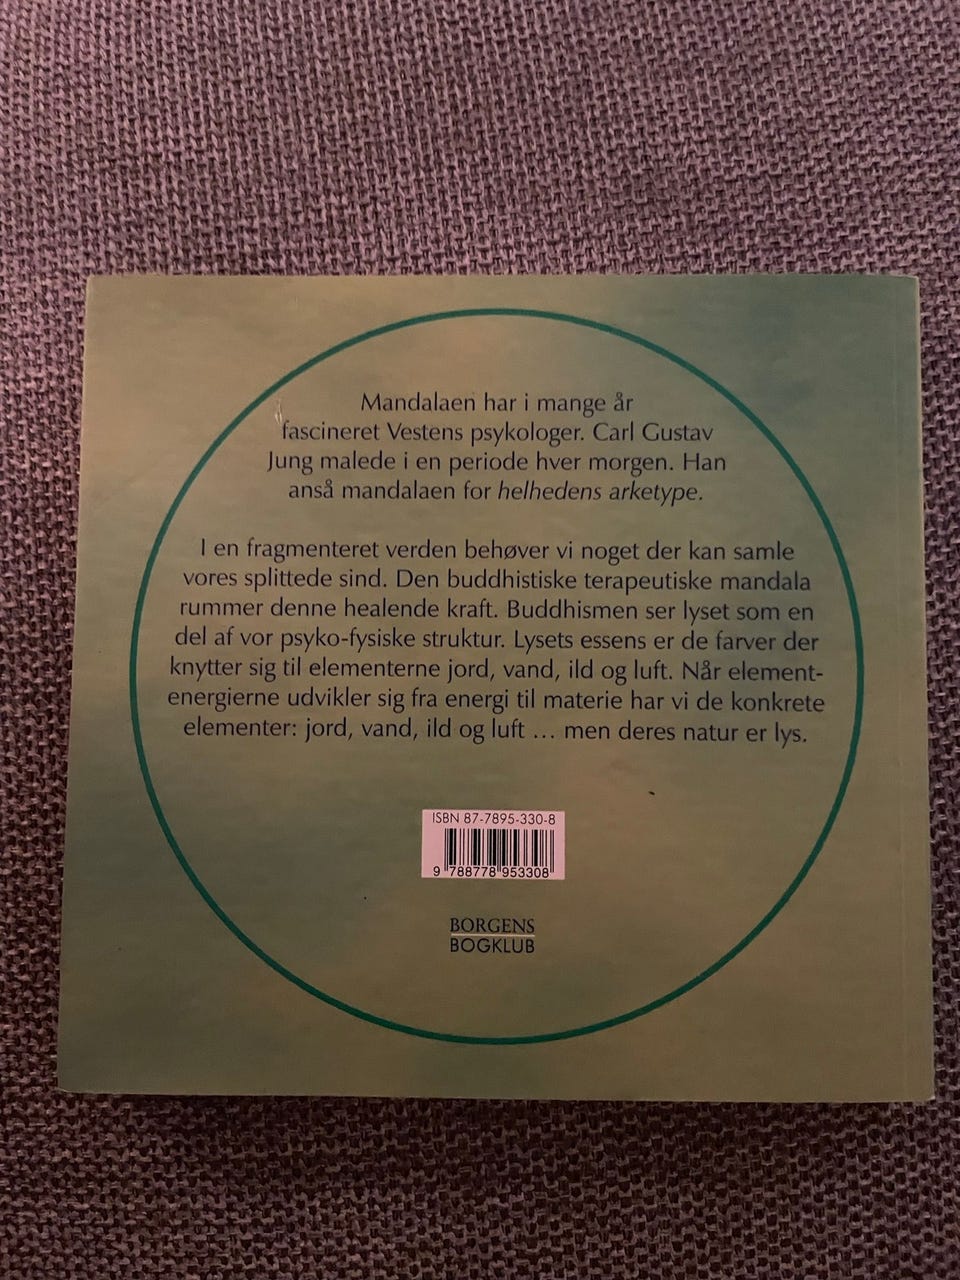 Mandalaen har i mange år
fascineret Vestens psykologer. Carl Gustav
Jung malede i en periode hver morgen. Han
anså mandalaen for helhedens arketype.
I en fragmenteret verden behøver vi noget der kan samle
vores splittede sind. Den buddhistiske terapeutiske mandala
rummer denne healende kraft. Buddhismen ser lyset som en
del af vor psyko-fysiske struktur. Lysets essens er de farver der
knytter sig til elementerne jord, vand, ild og luft. Når element-
energierne udvikler sig fra energi til materie har vi de konkrete
elementer: jord, vand, ild og luft ... men deres natur er lys.
ISBN 87-7895-330-8
9 788778 953308
BORGENS
BOGKLUB